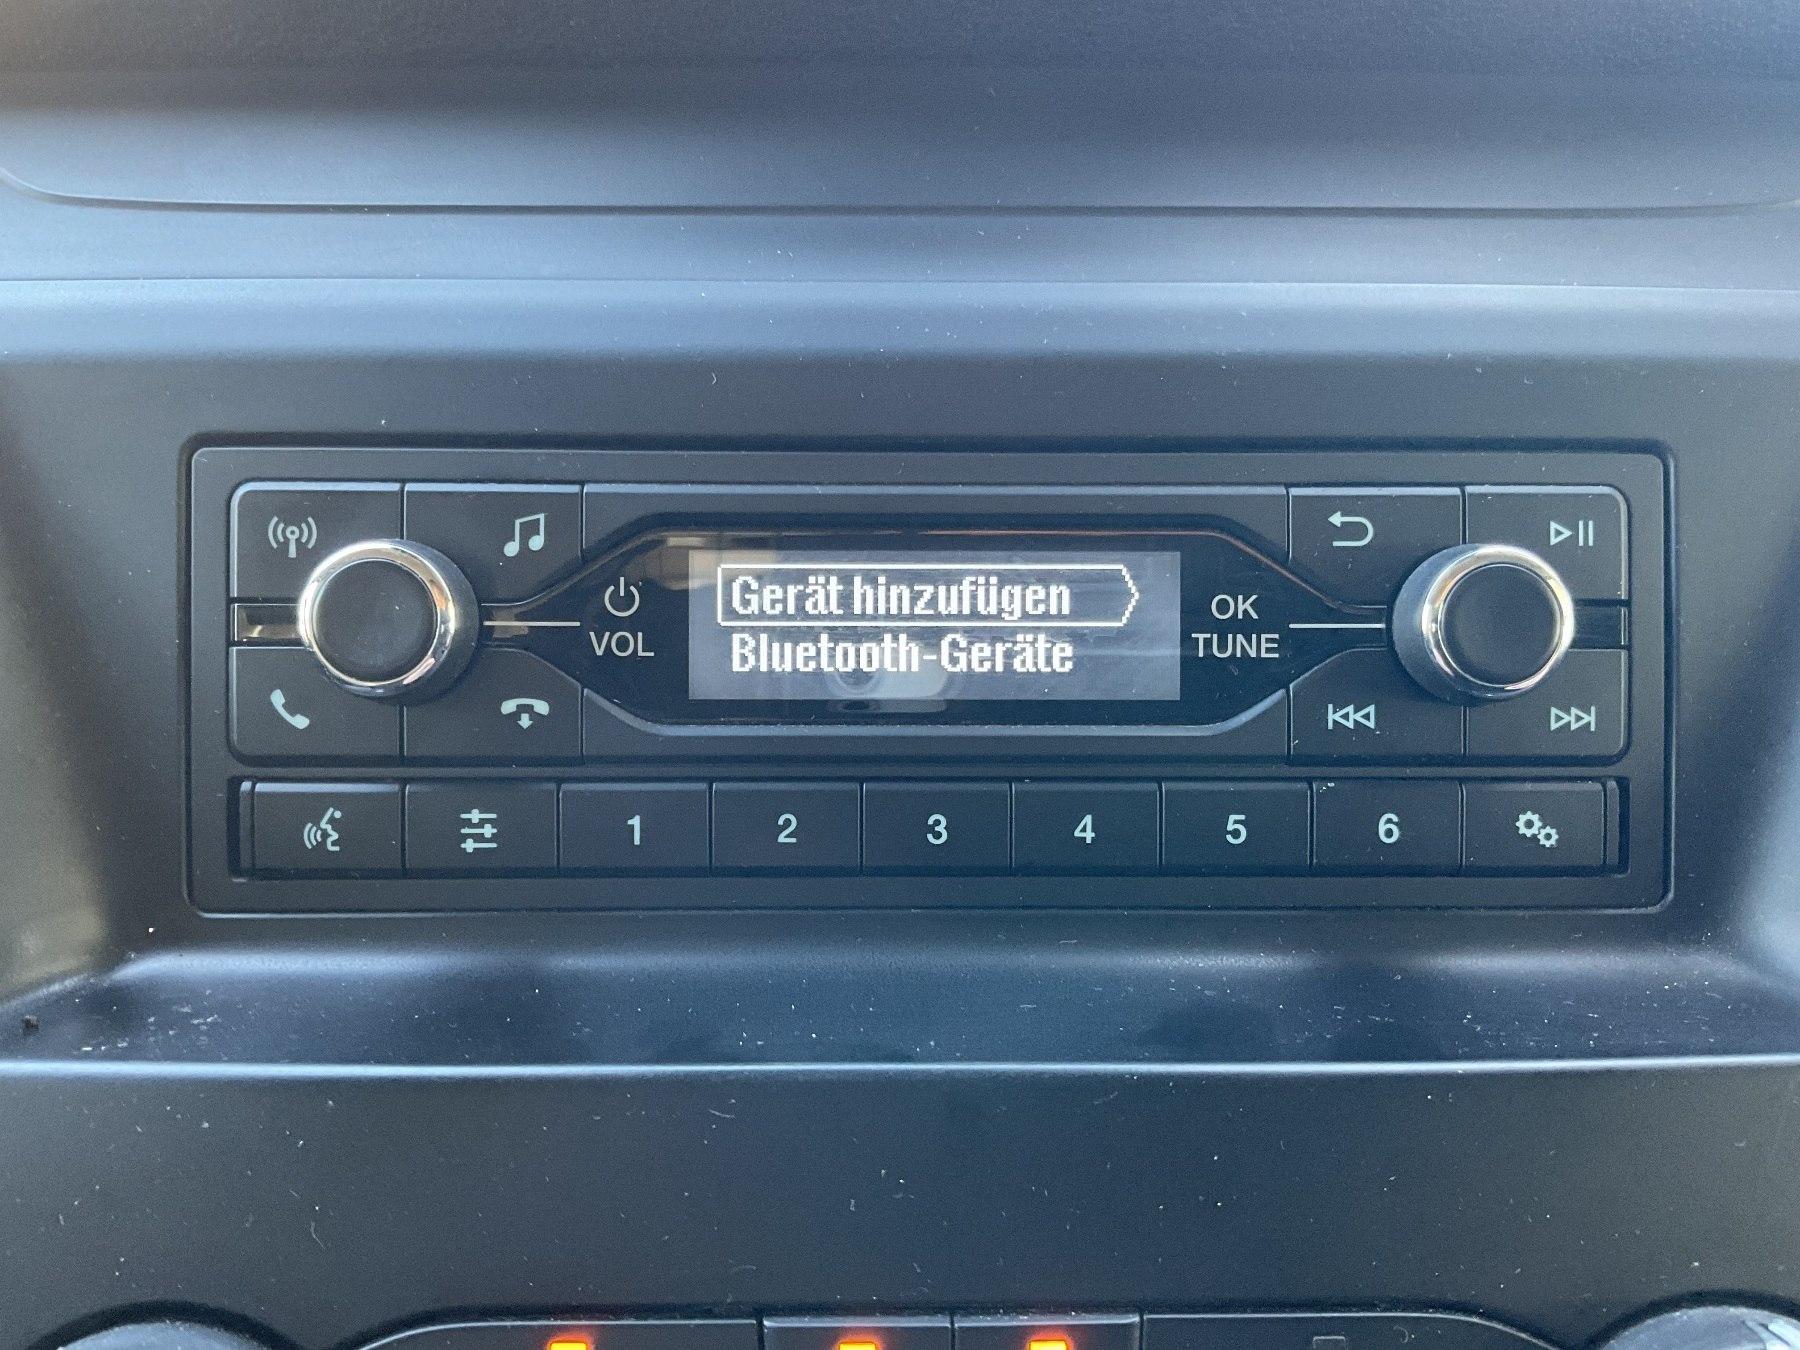 Gerät hinzufügen
Bluetooth-Geräte
VOL
OK
TUNE
1 2 3 4 5 6